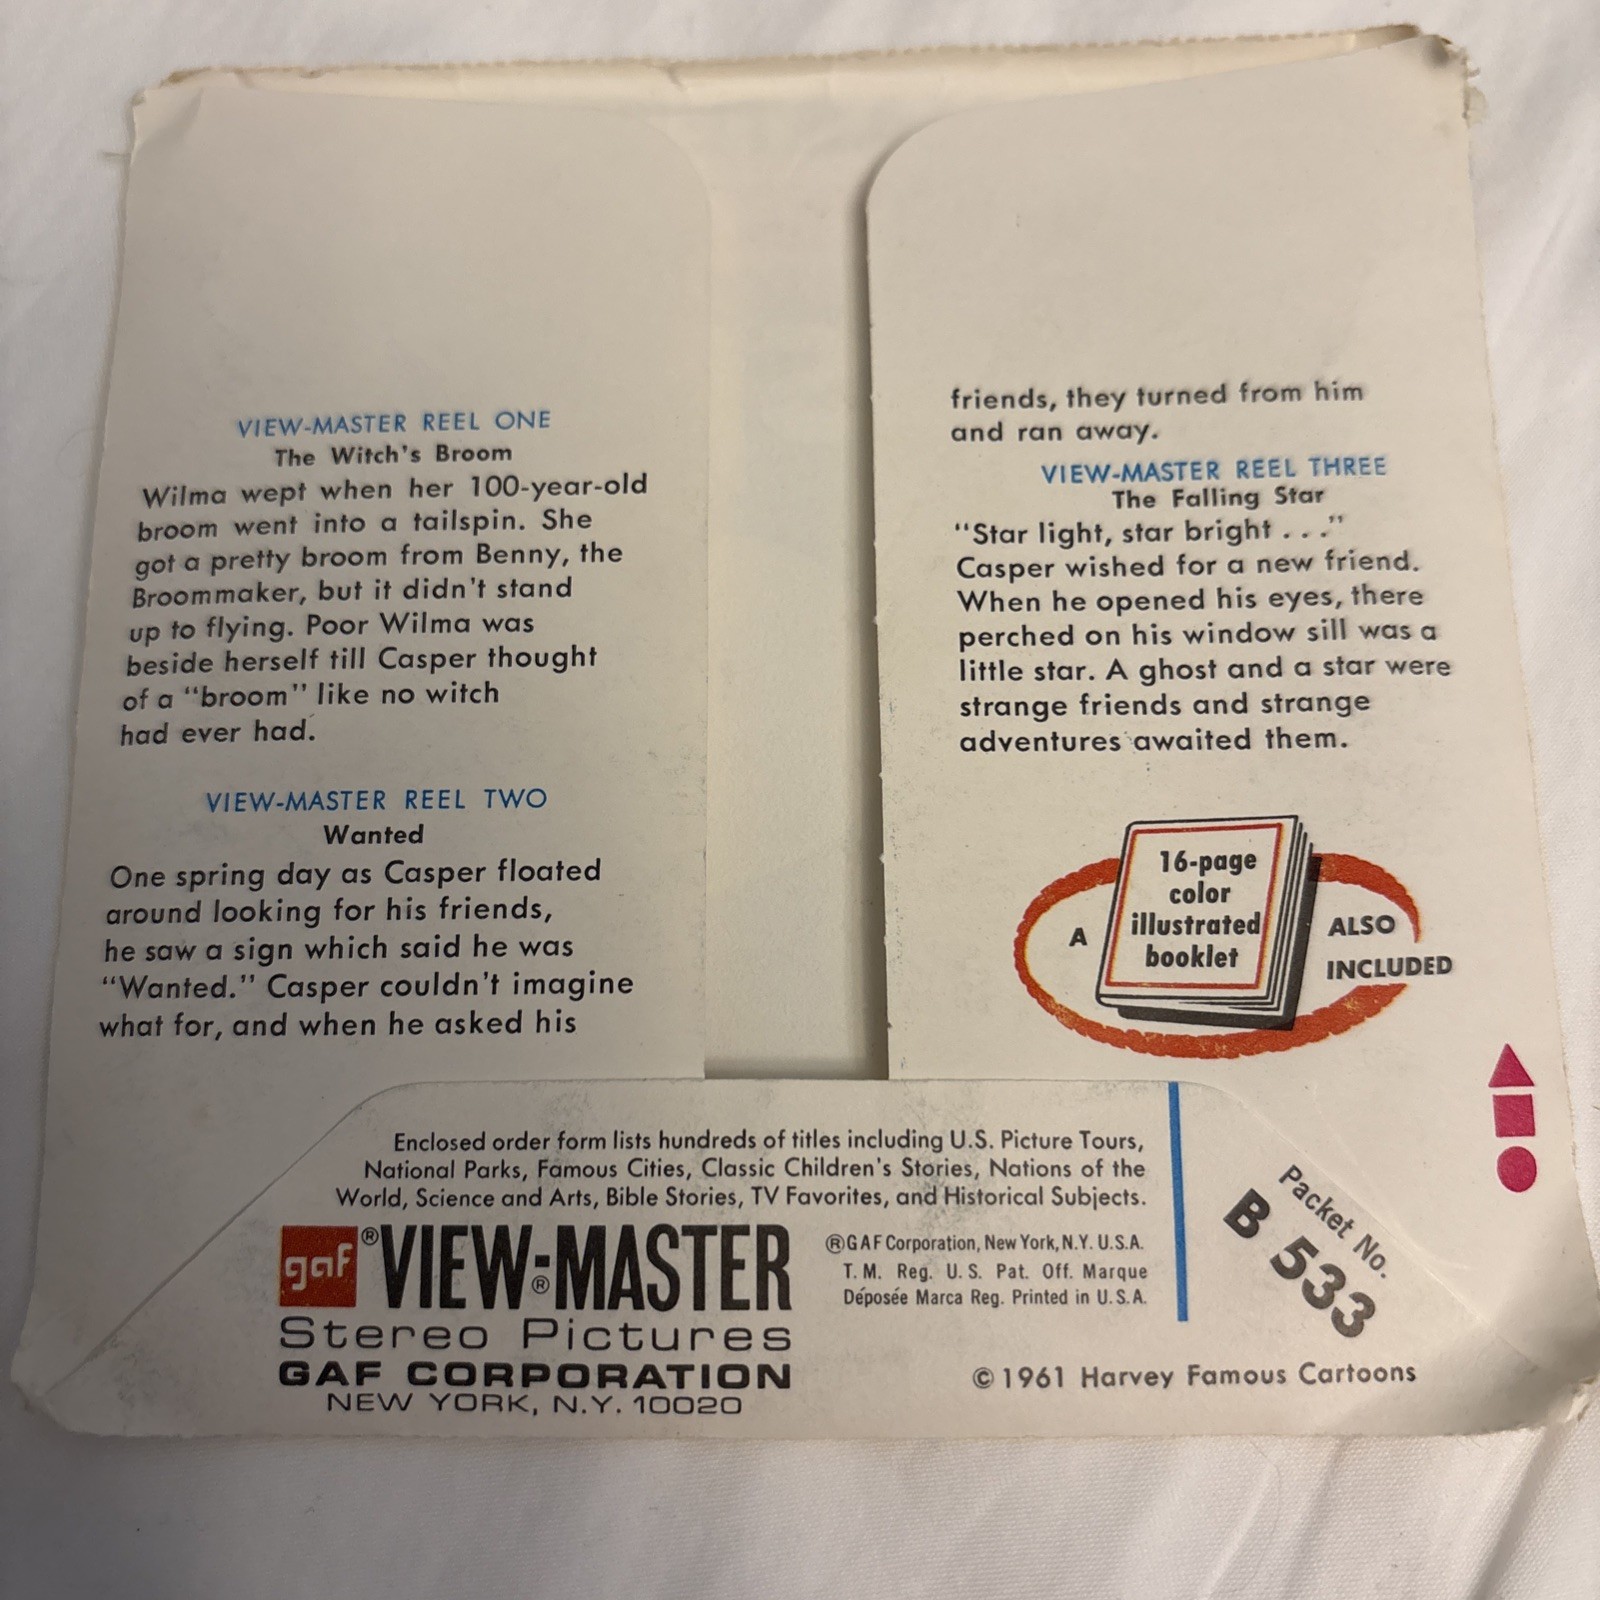 VIEW-MASTER REEL ONE
The Witch's Broom
Wilma wept when her 100-year-old
broom went into a tailspin. She
got a pretty broom from Benny, the
Broommaker, but it didn't stand
up to flying. Poor Wilma was
beside herself till Casper thought
of a "broom" like no witch
had ever had.
VIEW-MASTER REEL TWO
Wanted
One spring day as Casper floated
around looking for his friends,
he saw a sign which said he was
"Wanted." Casper couldn't imagine
what for, and when he asked his
friends, they turned from him
and ran away.
VIEW-MASTER REEL THREE
The Falling Star
"Star light, star bright . . ."
Casper wished for a new friend.
When he opened his eyes, there
perched on his window sill was a
little star. A ghost and a star were
strange friends and strange
adventures awaited them.
A
16-page
color
illustrated
booklet
ALSO
INCLUDED
Enclosed order form lists hundreds of titles including U.S. Picture Tours,
National Parks, Famous Cities, Classic Children's Stories, Nations of the
World, Science and Arts, Bible Stories, TV Favorites, and Historical Subjects.
gaf® VIEW-MASTER®
Stereo Pictures
GAF CORPORATION
NEW YORK, N.Y. 10020
®GAF Corporation, New York, N.Y. U.S.A.
T.M. Reg. U.S. Pat. Off. Marque
Déposée Marca Reg. Printed in U.S.A.
Packet No.
B 533
©1961 Harvey Famous Cartoons